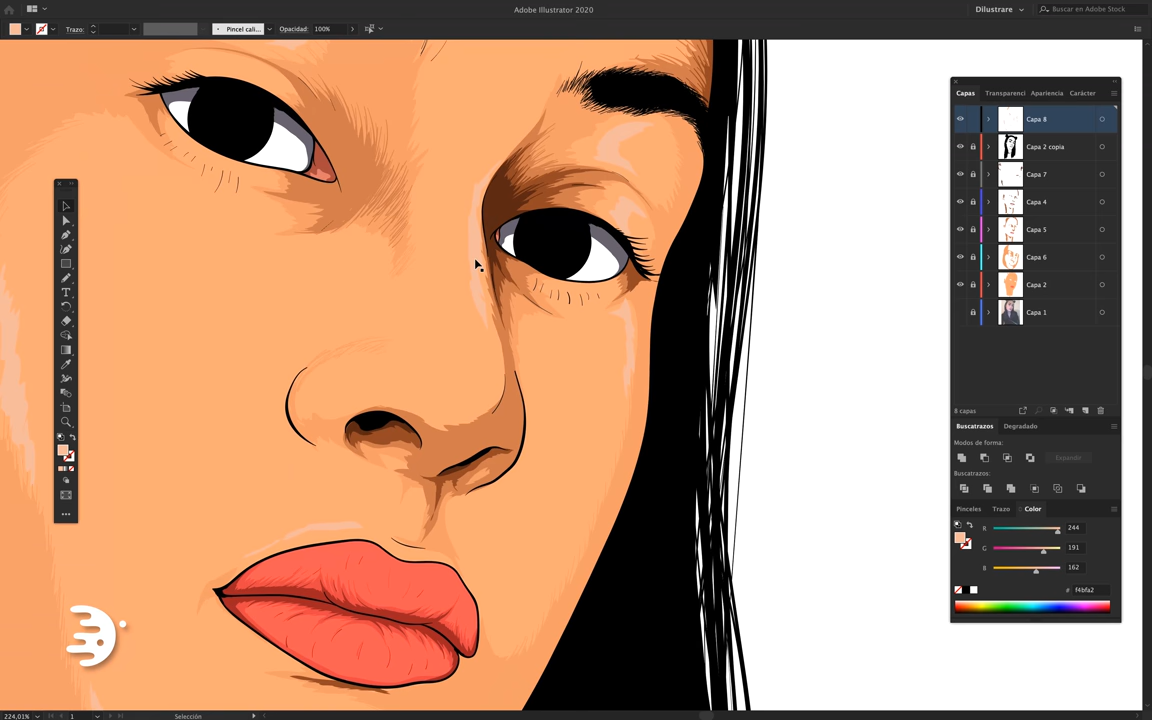 Adobe Illustrator 2020
Dilustrare
Buscar en Adobe Stock
Trazo:
Pincel cali...
Opacidad:
100%
Capas
Transparenci
Apariencia
Carácter
Capa 8
Capa 2 copia
Capa 7
Capa 4
Capa 5
Capa 6
Capa 2
Capa 1
8 capas
Buscatrazos
Degradado
Modos de forma:
Expandir
Buscatrazos:
Pinceles
Trazo
Color
R
244
G
191
B
162
#
f4bfa2
224,01%
1
Selección